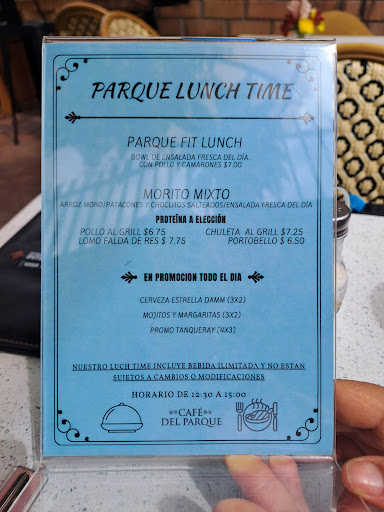 PARQUE LUNCH TIME
PARQUE FIT LUNCH
BOWL DE ENSALADA FRESCA DEL DÍA
CON POLLO Y CAMARONES $7.00
MORITO MIXTO
ARROZ MORO/PATACONES Y CHOCLITOS SALTEADOS/ENSALADA FRESCA DEL DÍA
PROTEÍNA A ELECCIÓN
POLLO AL GRILL $6.75 CHULETA AL GRILL $7.25
LOMO FALDA DE RES $ 7.75 PORTOBELLO $ 6.50
EN PROMOCION TODO EL DIA
CERVEZA ESTRELLA DAMM (3X2)
MOJITOS Y MARGARITAS (3X2)
PROMO TANQUERAY (4X3)
NUESTRO LUCH TIME INCLUYE BEBIDA ILIMITADA Y NO ESTAN
SUJETOS A CAMBIOS O MODIFICACIONES
HORARIO DE 12:30 A 15:00
CAFÉ
DEL PARQUE